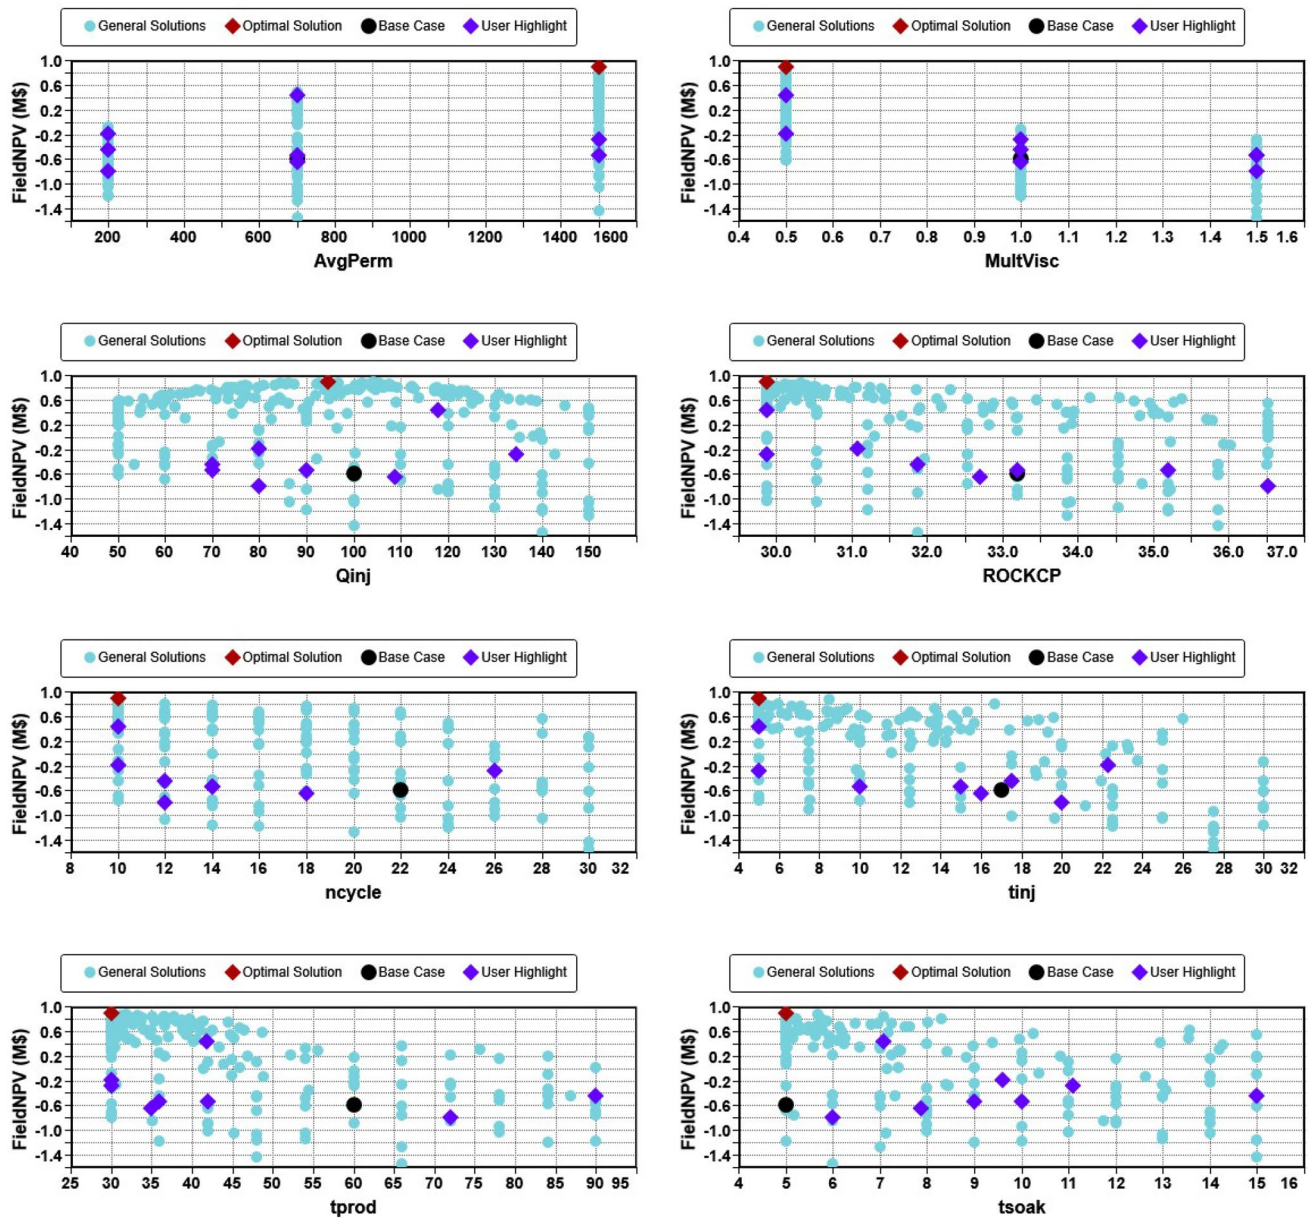 General Solutions Optimal Solution Base Case User Highlight
FieldNPV (M$)
1.0
0.6
0.2
-0.2
-0.6
-1.0
-1.4
200 400 600 800 1000 1200 1400 1600
AvgPerm
General Solutions Optimal Solution Base Case User Highlight
FieldNPV (M$)
1.0
0.6
0.2
-0.2
-0.6
-1.0
-1.4
0.4 0.5 0.6 0.7 0.8 0.9 1.0 1.1 1.2 1.3 1.4 1.5 1.6
MultVisc
General Solutions Optimal Solution Base Case User Highlight
FieldNPV (M$)
1.0
0.6
0.2
-0.2
-0.6
-1.0
-1.4
40 50 60 70 80 90 100 110 120 130 140 150
Qinj
General Solutions Optimal Solution Base Case User Highlight
FieldNPV (M$)
1.0
0.6
0.2
-0.2
-0.6
-1.0
-1.4
30.0 31.0 32.0 33.0 34.0 35.0 36.0 37.0
ROCKCP
General Solutions Optimal Solution Base Case User Highlight
FieldNPV (M$)
1.0
0.6
0.2
-0.2
-0.6
-1.0
-1.4
8 10 12 14 16 18 20 22 24 26 28 30 32
ncycle
General Solutions Optimal Solution Base Case User Highlight
FieldNPV (M$)
1.0
0.6
0.2
-0.2
-0.6
-1.0
-1.4
4 6 8 10 12 14 16 18 20 22 24 26 28 30 32
tinj
General Solutions Optimal Solution Base Case User Highlight
FieldNPV (M$)
1.0
0.6
0.2
-0.2
-0.6
-1.0
-1.4
25 30 35 40 45 50 55 60 65 70 75 80 85 90 95
tprod
General Solutions Optimal Solution Base Case User Highlight
FieldNPV (M$)
1.0
0.6
0.2
-0.2
-0.6
-1.0
-1.4
4 5 6 7 8 9 10 11 12 13 14 15 16
tsoak